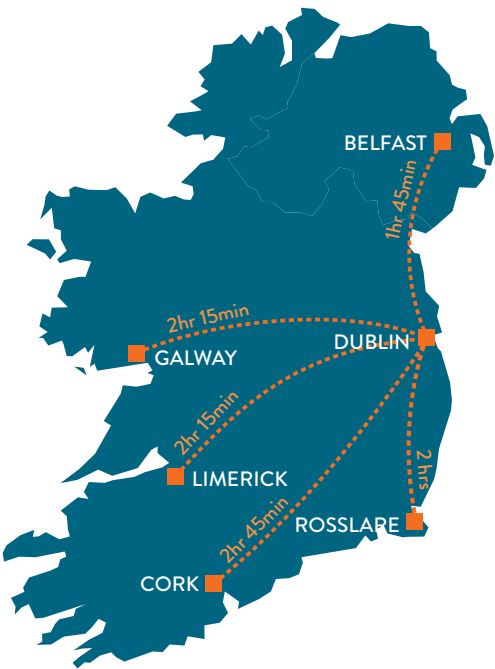 BELFAST
1hr 45min
2hr 15min
DUBLIN
GALWAY
2hr 15min
2 hrs
LIMERICK
2hr 45min
ROSSLARE
CORK